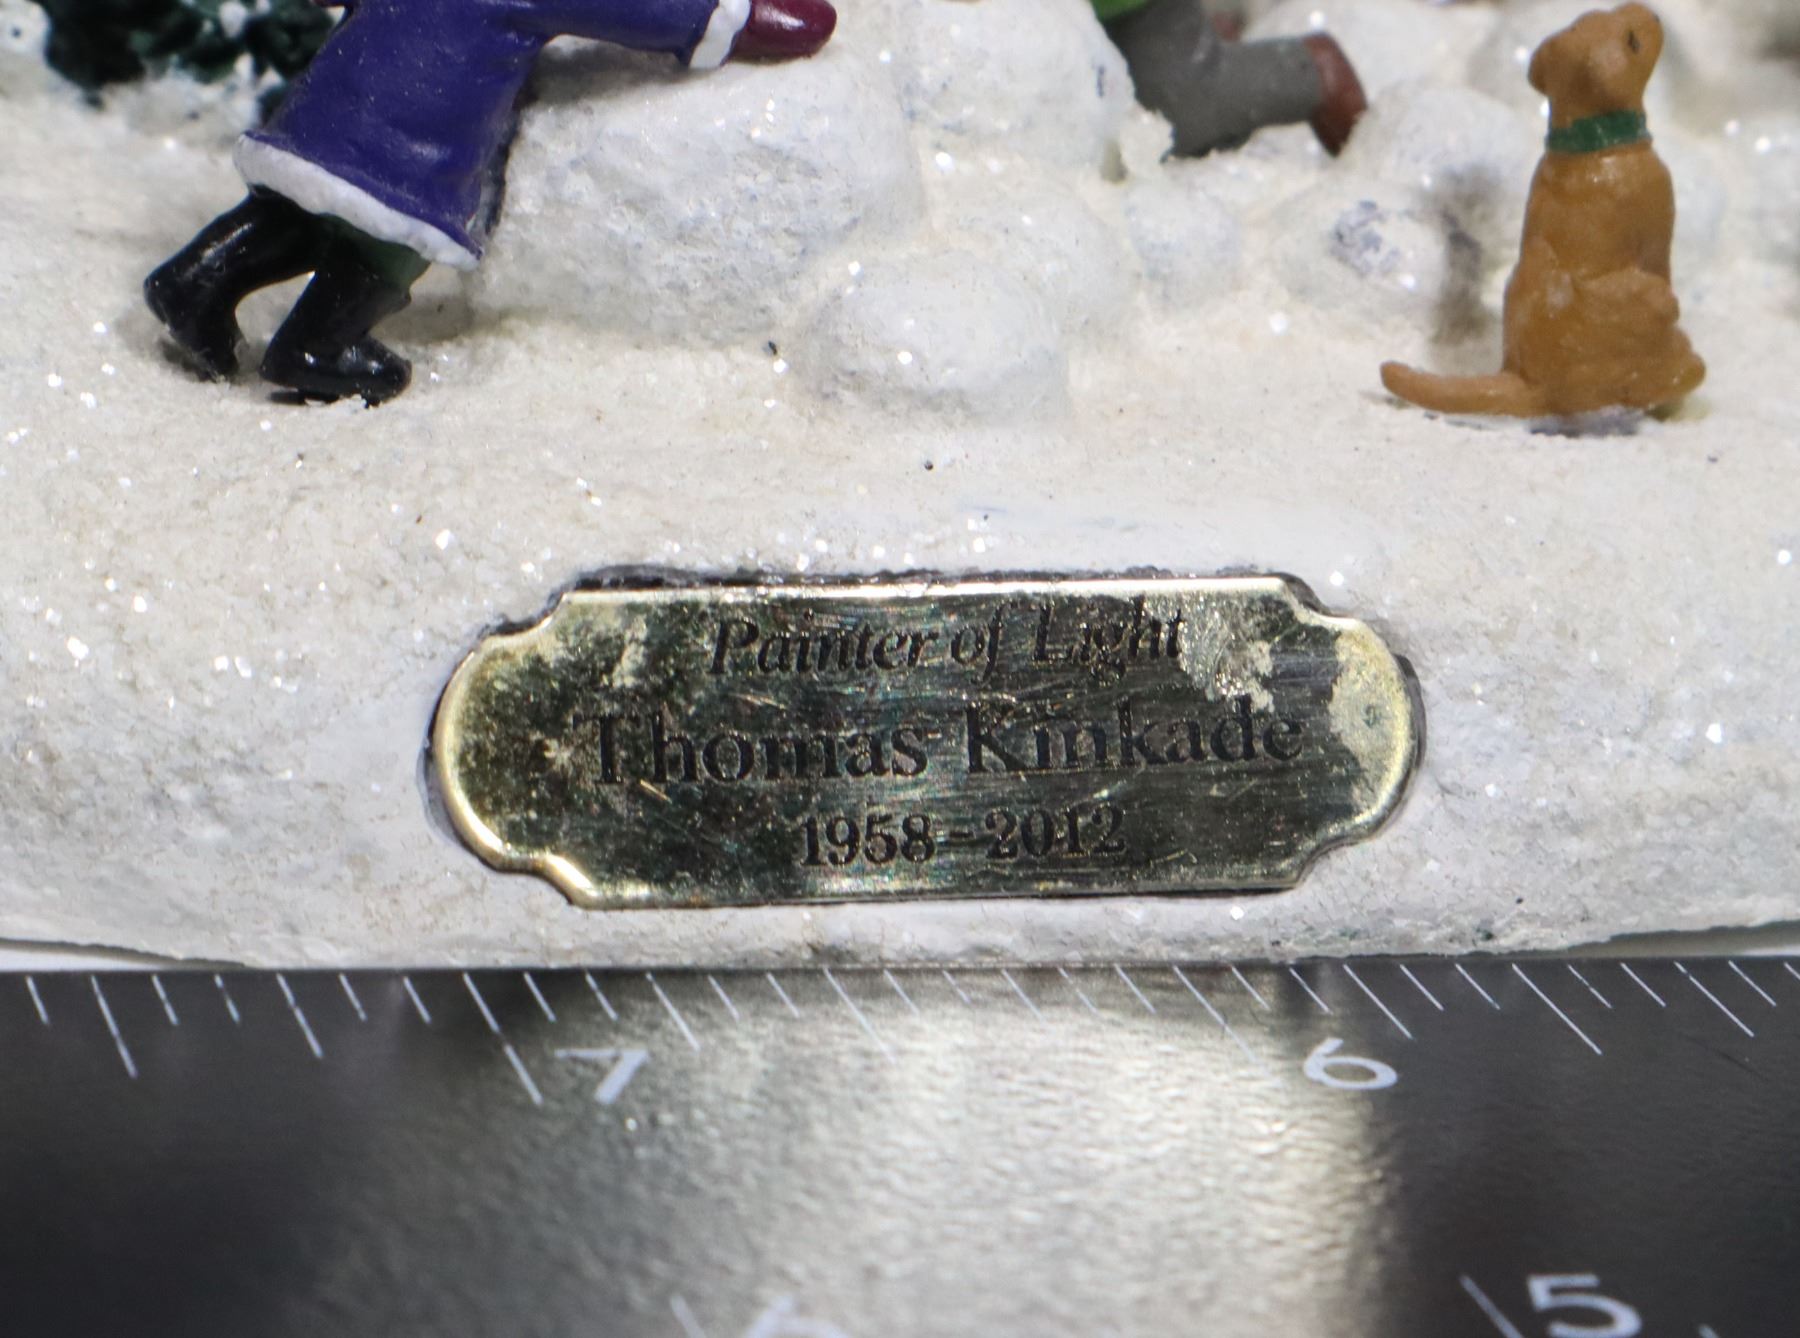 Painter of Light
Thomas Kinkade
1958-2012
7
6
5